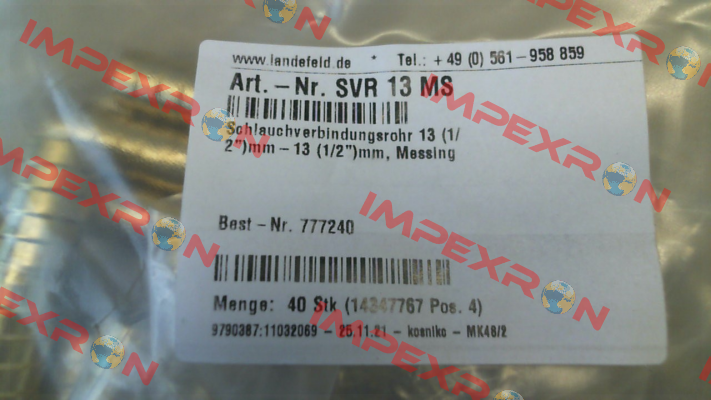 www.landefeld.de * Tel.: +49 (0) 561-958 859
Art.-Nr. SVR 13 MS
Schlauchverbindungsrohr 13 (1/
2")mm-13 (1/2")mm, Messing
Best-Nr. 777240
Menge: 40 Stk (14347767 Pos. 4)
9790387:11032069 - 25.11.21 - kosniko - MK48/2
IMPEXRON
IMPEXRON
IMPEXRON
IMPEXRON
IMPEXRON
IMPEXRON